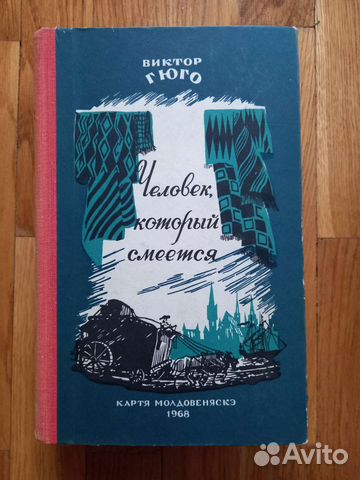 ВИКТОР
ГЮГО
Человек,
который
смеется
КАРТЯ МОЛДОВЕНЯСКЭ
1968
Avito